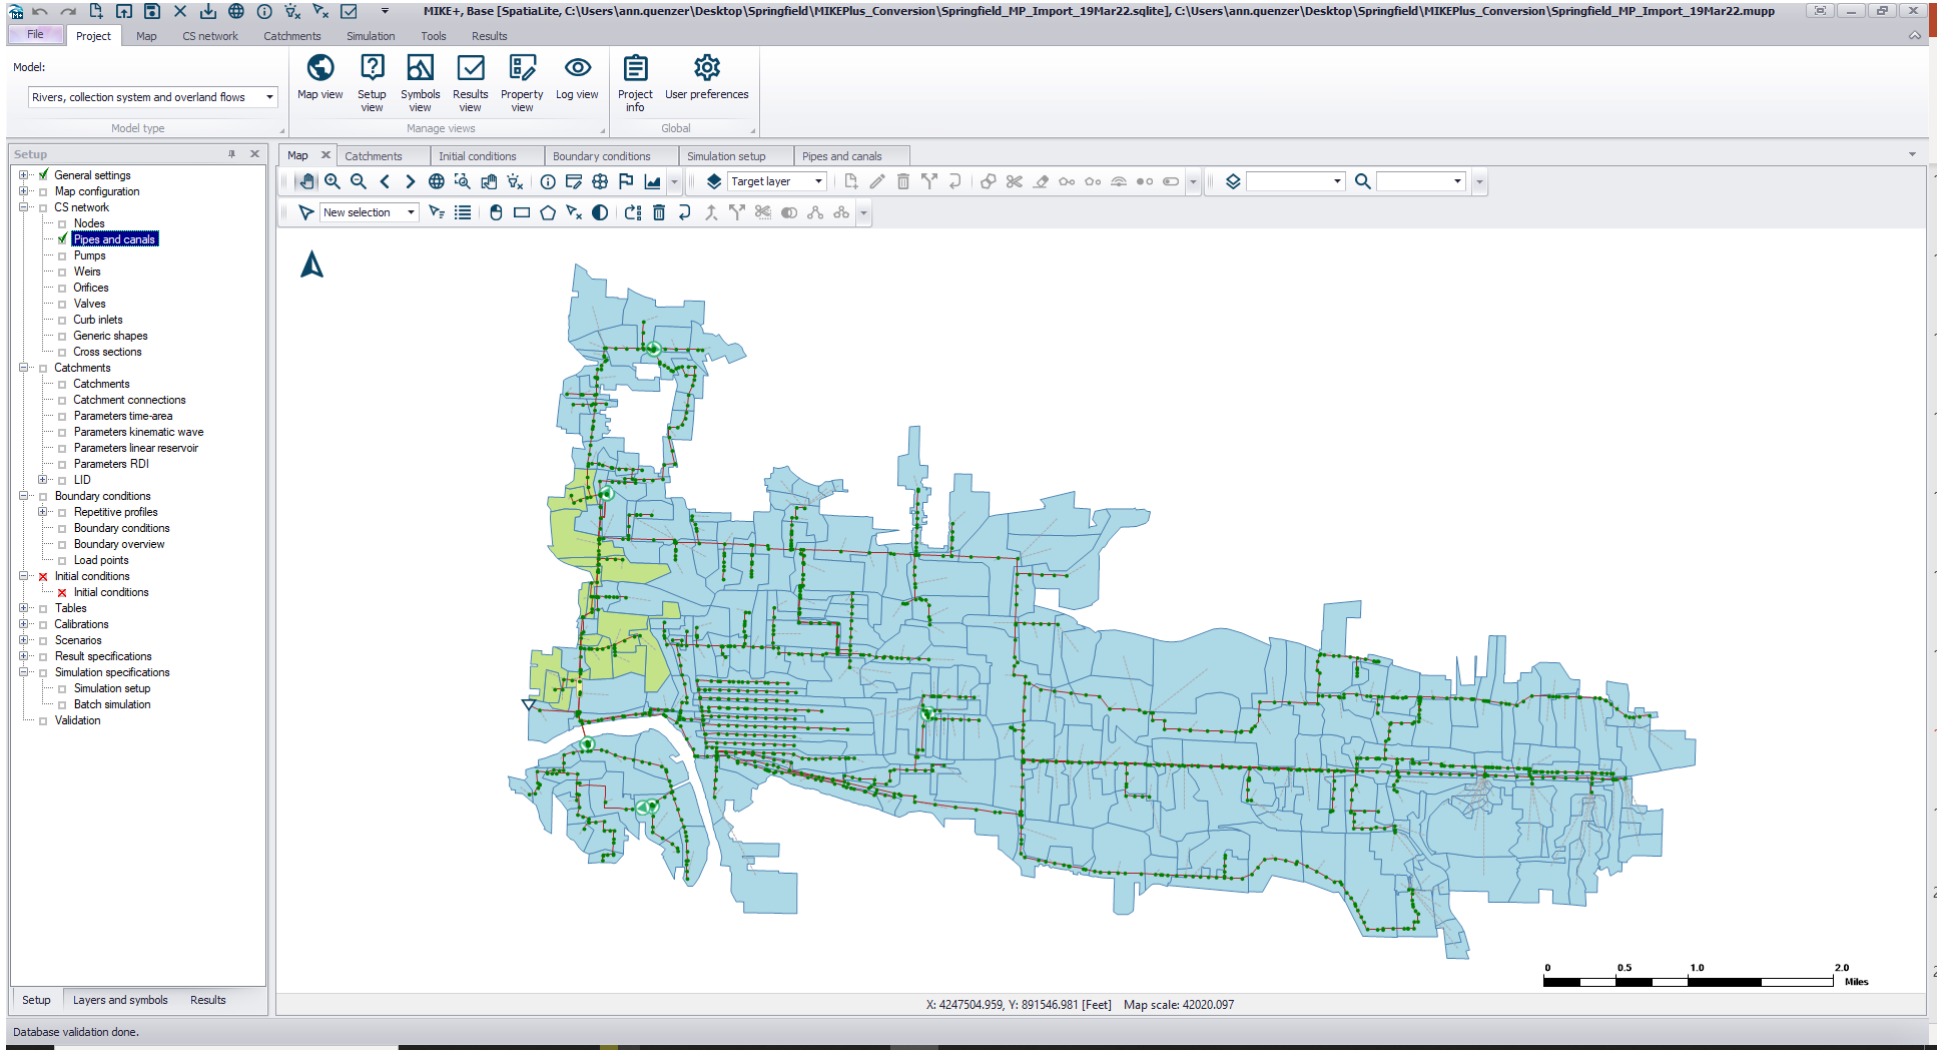 MIKE+, Base [SpatiaLite, C:\Users\ann.quenzer\Desktop\Springfield\MIKEPlus_Conversion\Springfield_MP_Import_19Mar22.sqlite], C:\Users\ann.quenzer\Desktop\Springfield\MIKEPlus_Conversion\Springfield_MP_Import_19Mar22.mupp
File Project Map CS network Catchments Simulation Tools Results
Model:
Rivers, collection system and overland flows
Model type
Map view Setup view Symbols view Results view Property view Log view
Manage views
Project info User preferences
Global
Setup
General settings
Map configuration
CS network
Nodes
Pipes and canals
Pumps
Weirs
Orifices
Valves
Curb inlets
Generic shapes
Cross sections
Catchments
Catchments
Catchment connections
Parameters time-area
Parameters kinematic wave
Parameters linear reservoir
Parameters RDI
LID
Boundary conditions
Repetitive profiles
Boundary conditions
Boundary overview
Load points
Initial conditions
Initial conditions
Tables
Calibrations
Scenarios
Result specifications
Simulation specifications
Simulation setup
Batch simulation
Validation
Setup Layers and symbols Results
Map Catchments Initial conditions Boundary conditions Simulation setup Pipes and canals
Target layer
New selection
0 0.5 1.0 2.0
Miles
X: 4247504.959, Y: 891546.981 [Feet] Map scale: 42020.097
Database validation done.